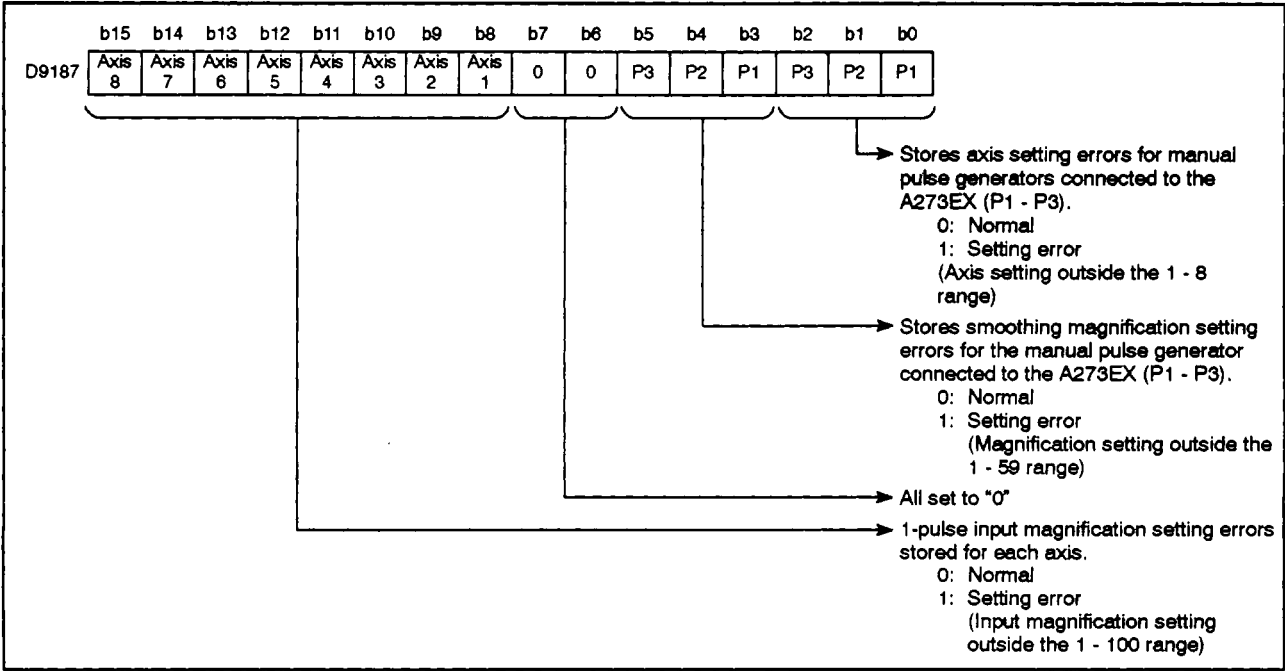 b15 b14 b13 b12 b11 b10 b9 b8 b7 b6 b5 b4 b3 b2 b1 b0
D9187 Axis 8 Axis 7 Axis 6 Axis 5 Axis 4 Axis 3 Axis 2 Axis 1 0 0 P3 P2 P1 P3 P2 P1
Stores axis setting errors for manual
pulse generators connected to the
A273EX (P1 - P3).
0: Normal
1: Setting error
(Axis setting outside the 1 - 8
range)
Stores smoothing magnification setting
errors for the manual pulse generator
connected to the A273EX (P1 - P3).
0: Normal
1: Setting error
(Magnification setting outside the
1 - 59 range)
All set to "0"
1-pulse input magnification setting errors
stored for each axis.
0: Normal
1: Setting error
(Input magnification setting
outside the 1 - 100 range)